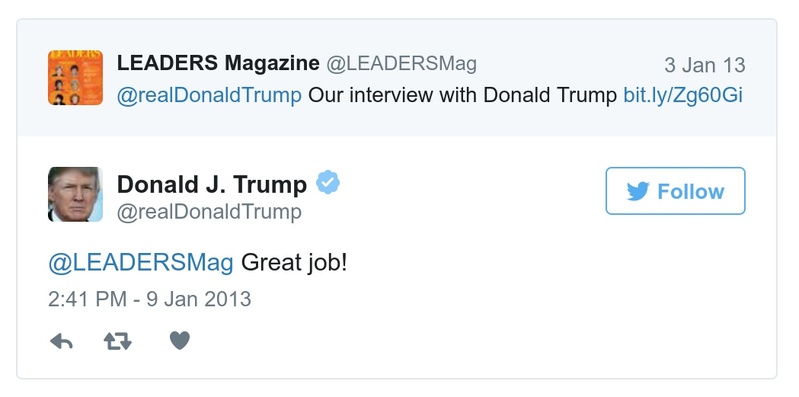 LEADERS Magazine @LEADERSMag 3 Jan 13
@realDonaldTrump Our interview with Donald Trump bit.ly/Zg60Gi
Donald J. Trump
@realDonaldTrump
Follow
@LEADERSMag Great job!
2:41 PM - 9 Jan 2013